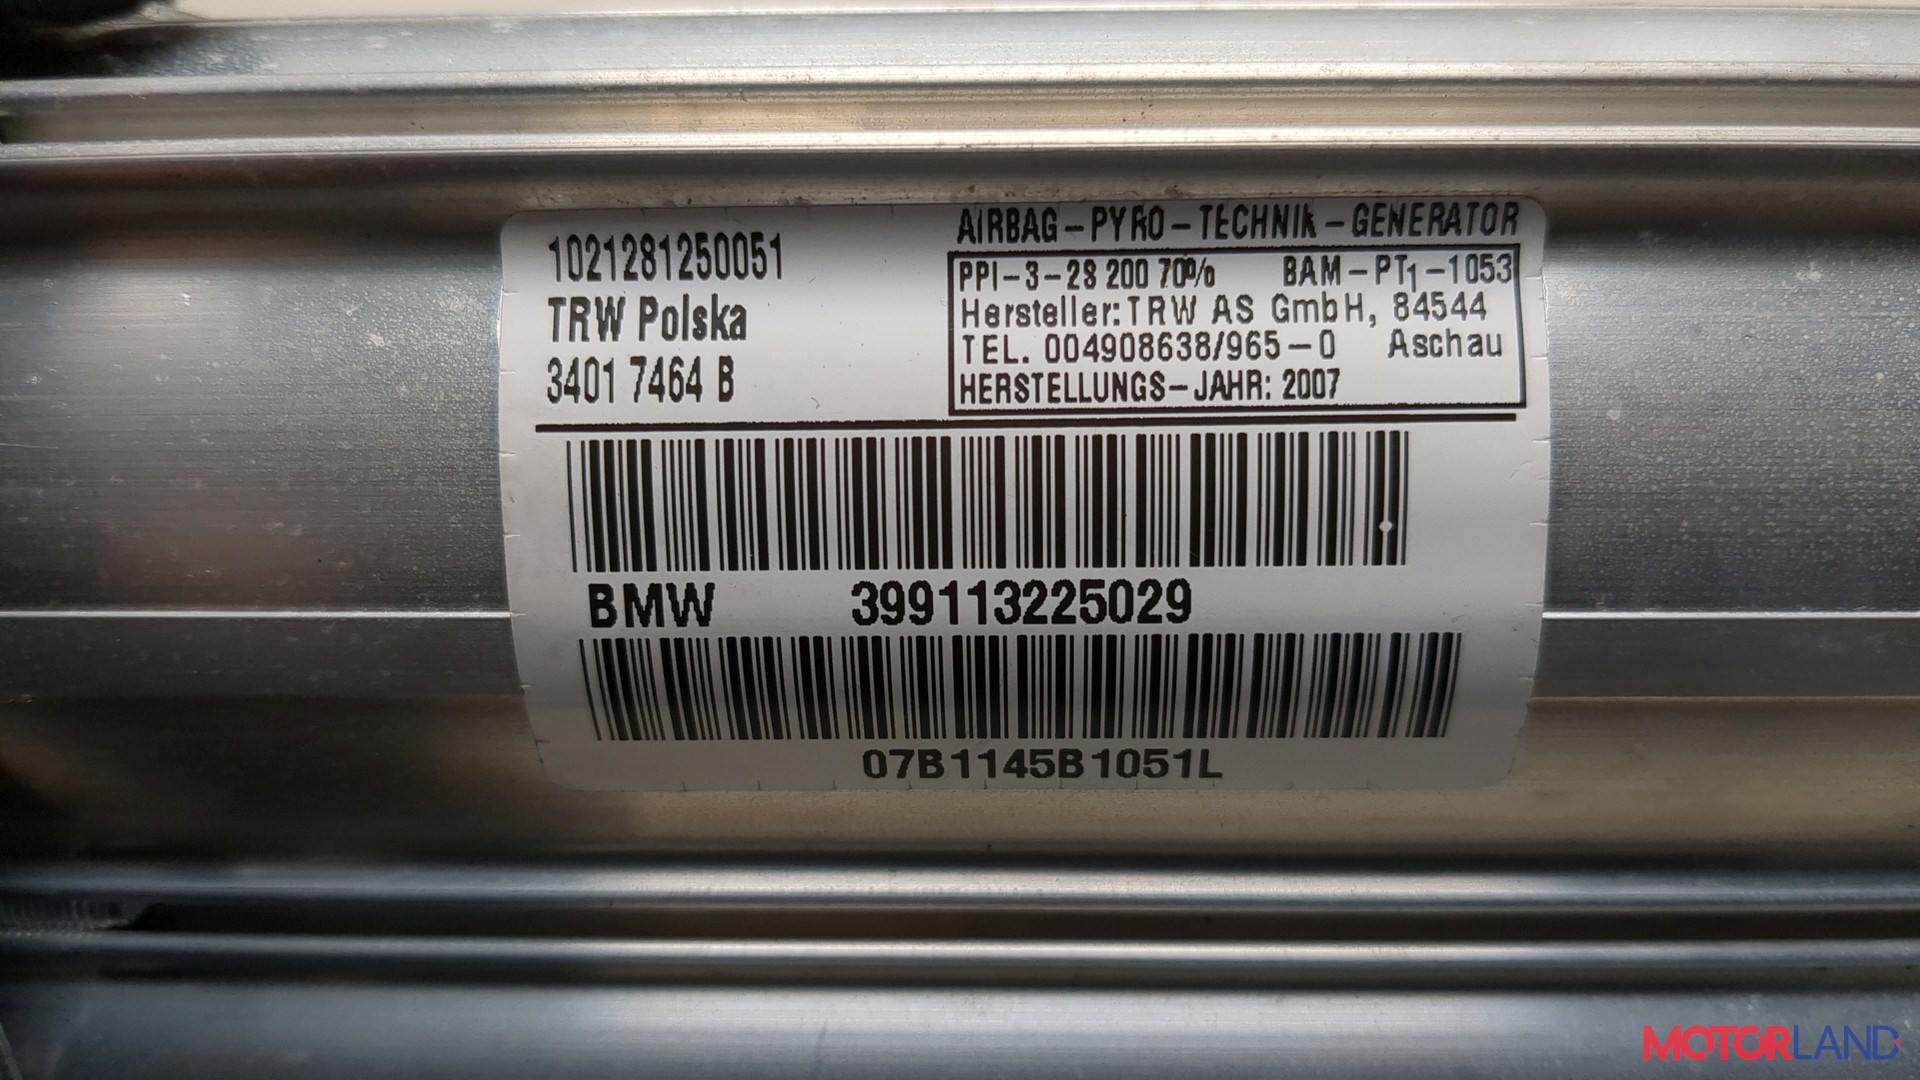 1021281250051
TRW Polska
3401 7464 B
AIRBAG-PYRO-TECHNIK-GENERATOR
PPI-3-28 200 70% BAM-PT1-1053
Hersteller: TRW AS GmbH, 84544
TEL. 004908638/965-0 Aschau
HERSTELLUNGS-JAHR: 2007
BMW 399113225029
07B1145B1051L
MOTORLAND